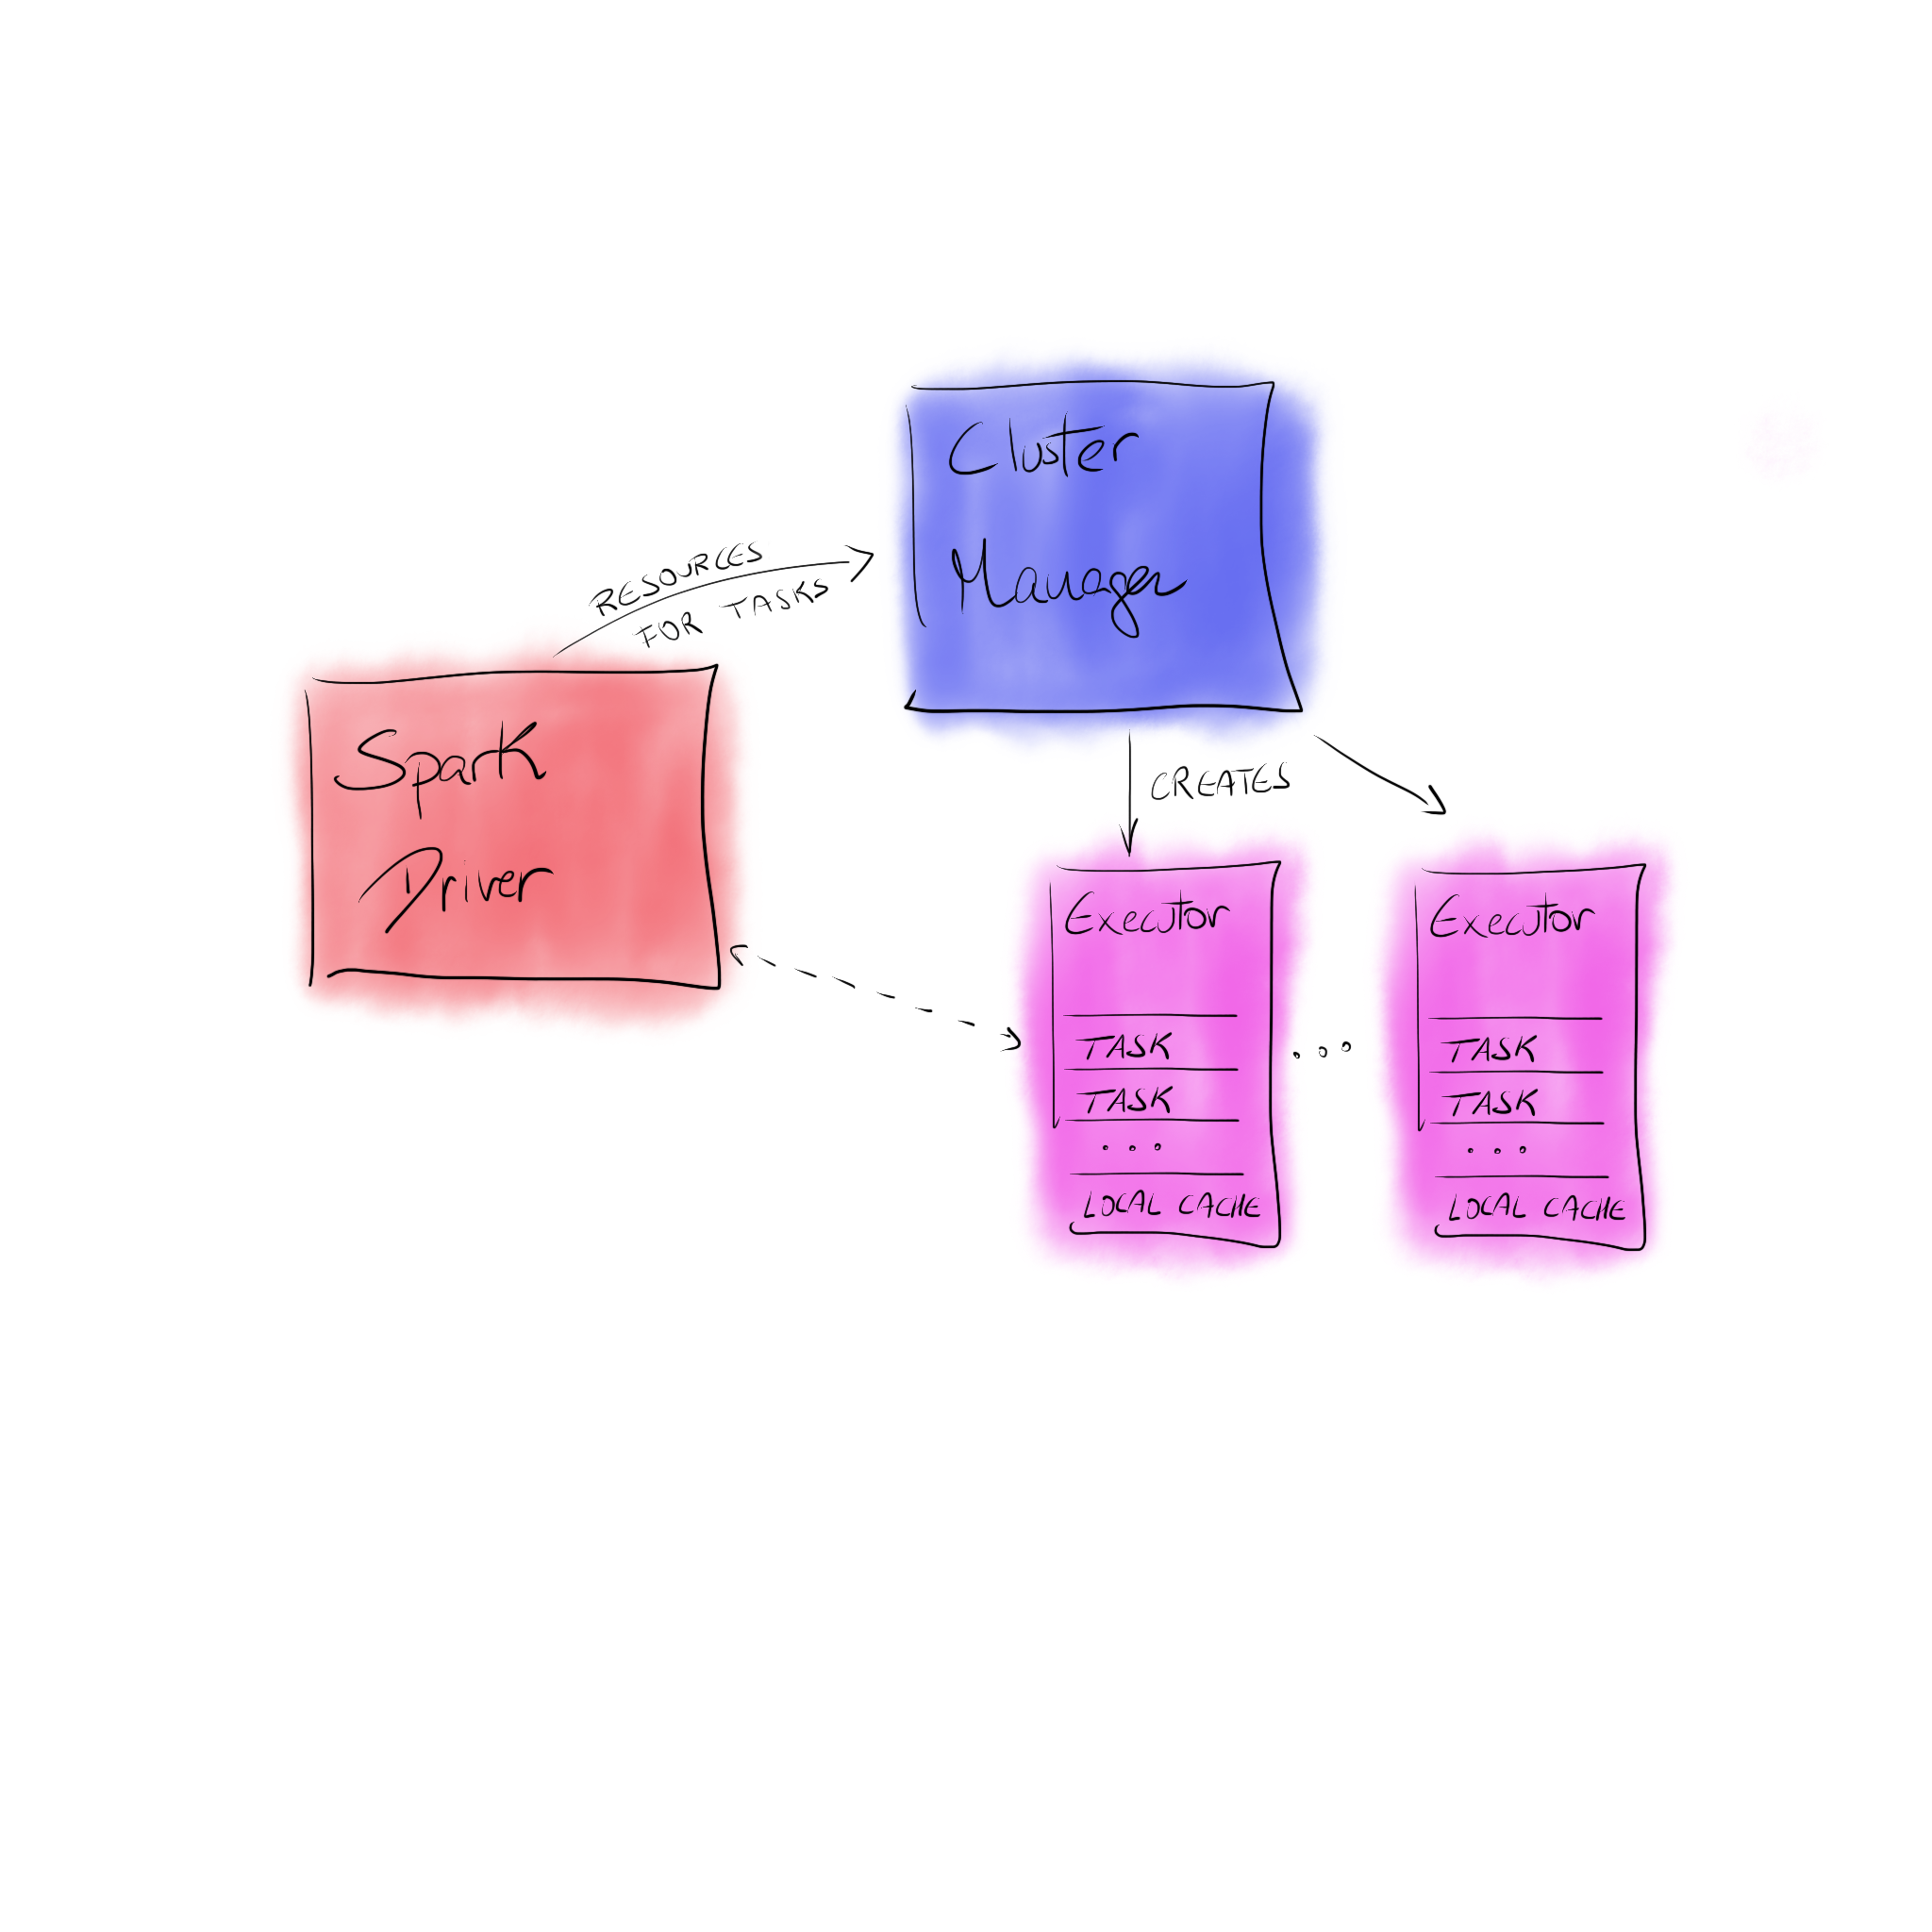 Cluster
Manager
RESOURCES
FOR TASKS
Spark
Driver
CREATES
Executor
TASK
TASK
...
LOCAL CACHE
...
Executor
TASK
TASK
...
LOCAL CACHE